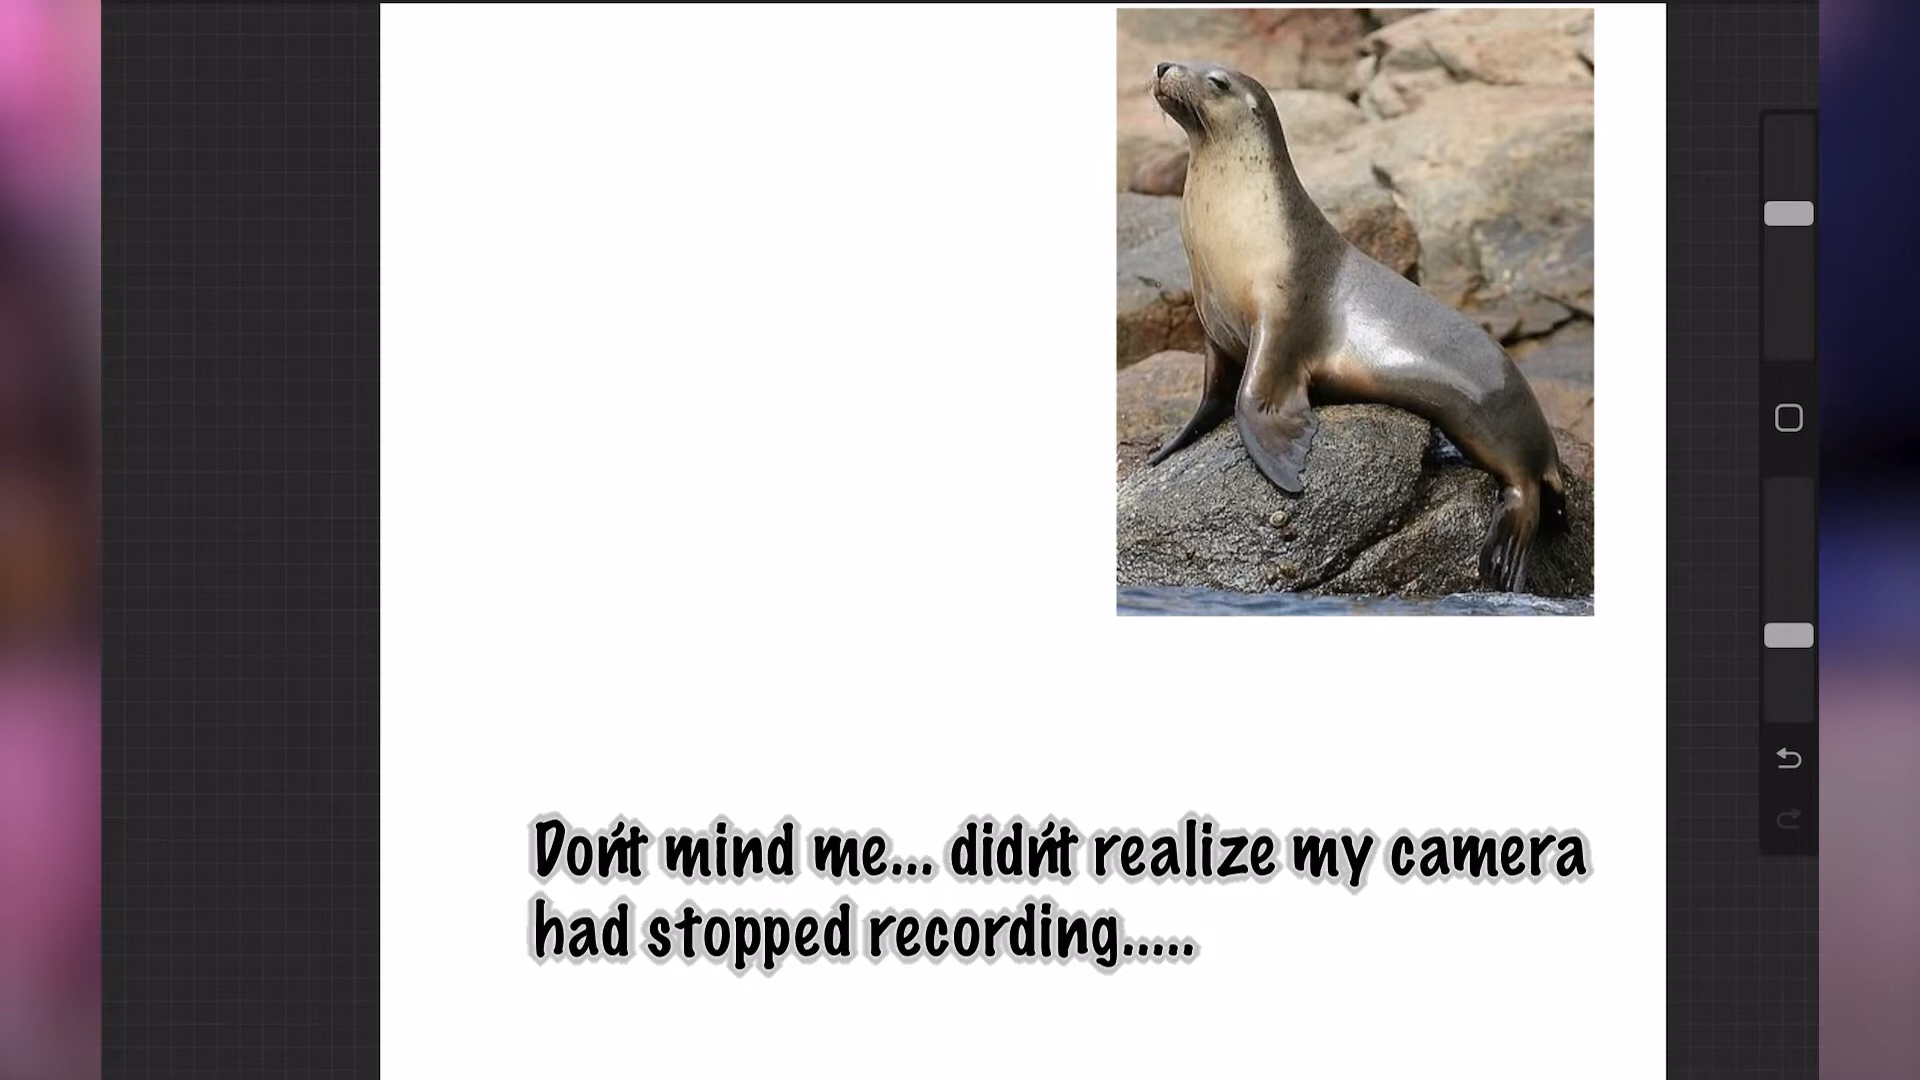 Don't mind me... didn't realize my camera
had stopped recording.....